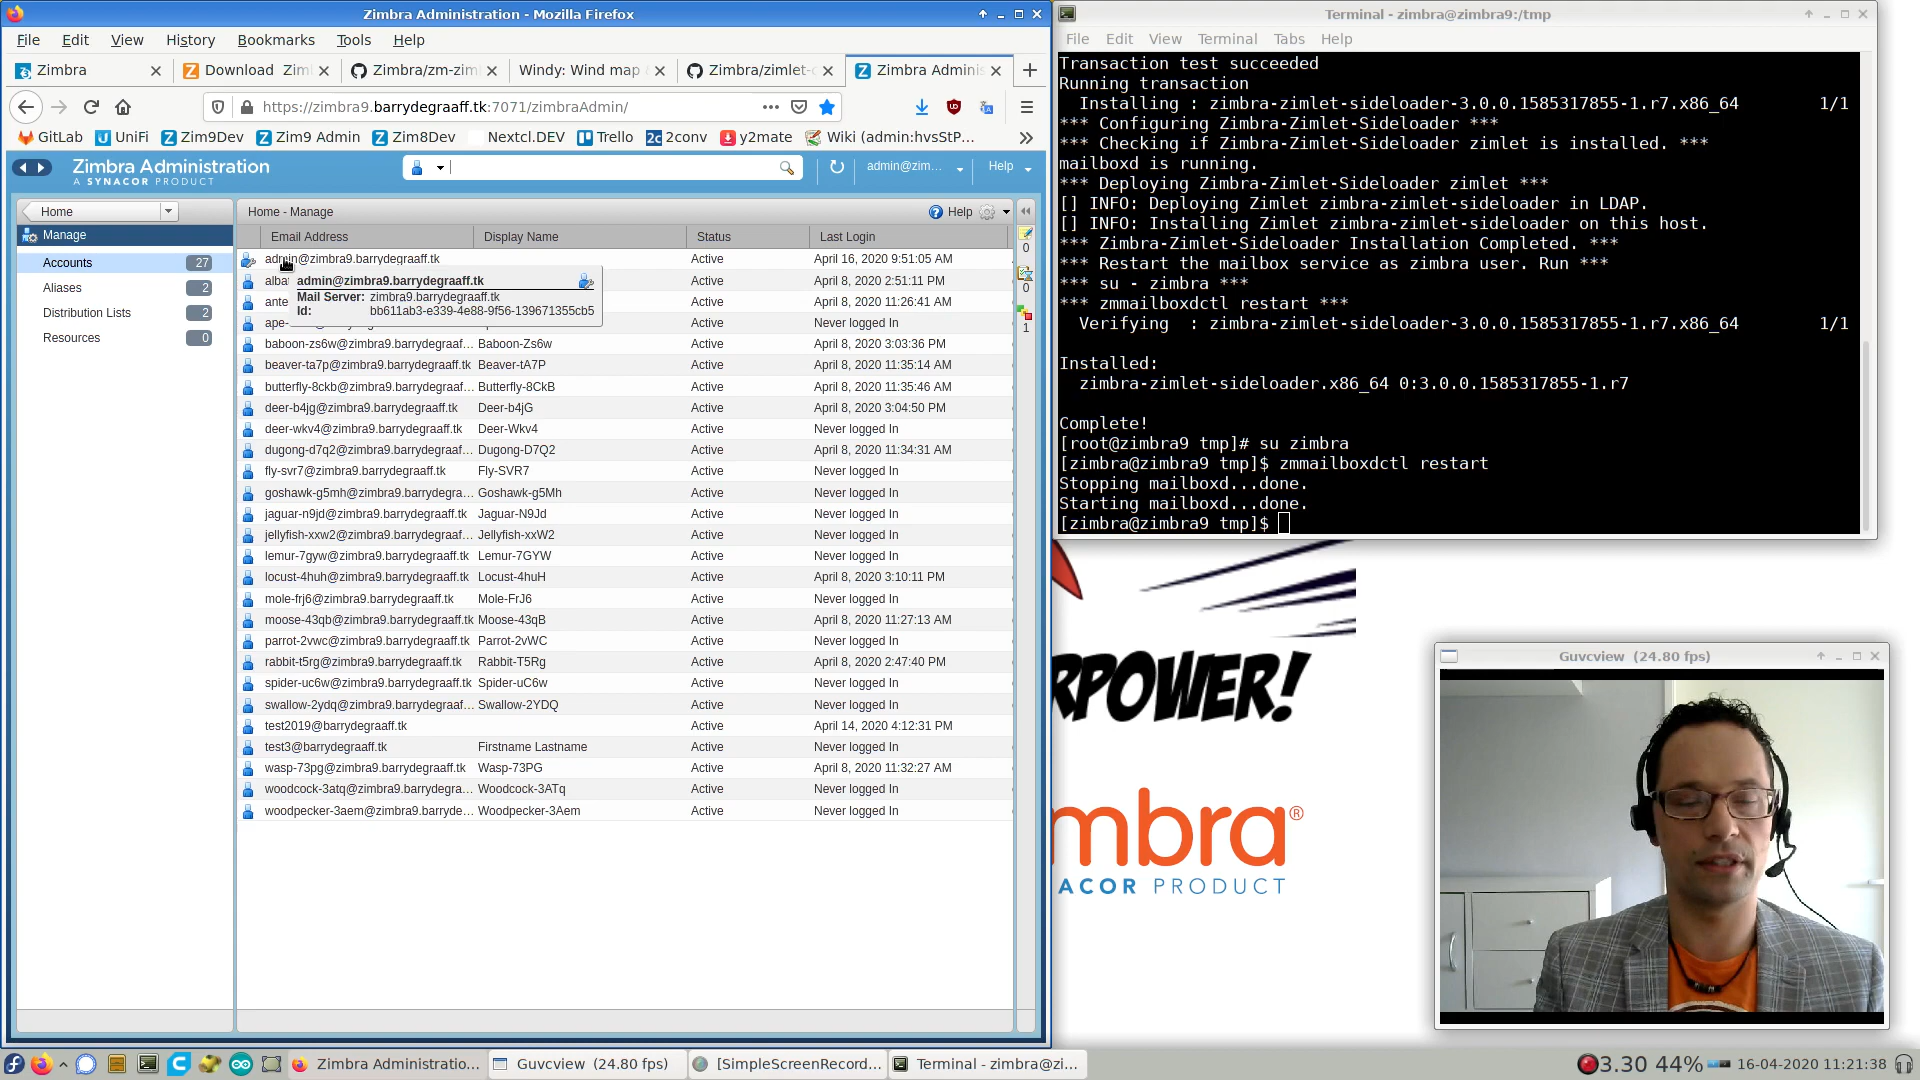 Zimbra Administration - Mozilla Firefox
File Edit View History Bookmarks Tools Help
Zimbra
Download Zim
Zimbra/zm-zim
Windy: Wind map
Zimbra/zimlet-
Zimbra Adminis
https://zimbra9.barrydegraaff.tk:7071/zimbraAdmin/
GitLab UniFi Zim9Dev Zim9 Admin Zim8Dev Nextcl.DEV Trello 2conv y2mate Wiki (admin:hvsStP...
Zimbra Administration
A SYNACOR PRODUCT
admin@zim...
Help
Home
Home - Manage
Help
Manage
Accounts 27
Aliases 2
Distribution Lists 2
Resources 0
Email Address Display Name Status Last Login
admin@zimbra9.barrydegraaff.tk Active April 16, 2020 9:51:05 AM
alba Active April 8, 2020 2:51:11 PM
ante Active April 8, 2020 11:26:41 AM
ape- Active Never logged In
admin@zimbra9.barrydegraaff.tk
Mail Server: zimbra9.barrydegraaff.tk
Id: bb611ab3-e339-4e88-9f56-139671355cb5
baboon-zs6w@zimbra9.barrydegraaf... Baboon-Zs6w Active April 8, 2020 3:03:36 PM
beaver-ta7p@zimbra9.barrydegraaff.tk Beaver-tA7P Active April 8, 2020 11:35:14 AM
butterfly-8ckb@zimbra9.barrydegraaf... Butterfly-8CkB Active April 8, 2020 11:35:46 AM
deer-b4jg@zimbra9.barrydegraaff.tk Deer-b4jG Active April 8, 2020 3:04:50 PM
deer-wkv4@zimbra9.barrydegraaff.tk Deer-Wkv4 Active Never logged In
dugong-d7q2@zimbra9.barrydegraaf... Dugong-D7Q2 Active April 8, 2020 11:34:31 AM
fly-svr7@zimbra9.barrydegraaff.tk Fly-SVR7 Active Never logged In
goshawk-g5mh@zimbra9.barrydegra... Goshawk-g5Mh Active Never logged In
jaguar-n9jd@zimbra9.barrydegraaff.tk Jaguar-N9Jd Active Never logged In
jellyfish-xxw2@zimbra9.barrydegraaf... Jellyfish-xxW2 Active Never logged In
lemur-7gyw@zimbra9.barrydegraaff.tk Lemur-7GYW Active Never logged In
locust-4huh@zimbra9.barrydegraaff.tk Locust-4huH Active April 8, 2020 3:10:11 PM
mole-frj6@zimbra9.barrydegraaff.tk Mole-FrJ6 Active Never logged In
moose-43qb@zimbra9.barrydegraaff.tk Moose-43qB Active April 8, 2020 11:27:13 AM
parrot-2vwc@zimbra9.barrydegraaff.tk Parrot-2vWC Active Never logged In
rabbit-t5rg@zimbra9.barrydegraaff.tk Rabbit-T5Rg Active April 8, 2020 2:47:40 PM
spider-uc6w@zimbra9.barrydegraaff.tk Spider-uC6w Active Never logged In
swallow-2ydq@zimbra9.barrydegraaf... Swallow-2YDQ Active Never logged In
test2019@barrydegraaff.tk Active April 14, 2020 4:12:31 PM
test3@barrydegraaff.tk Firstname Lastname Active Never logged In
wasp-73pg@zimbra9.barrydegraaff.tk Wasp-73PG Active April 8, 2020 11:32:27 AM
woodcock-3atq@zimbra9.barrydegra... Woodcock-3ATq Active Never logged In
woodpecker-3aem@zimbra9.barryde... Woodpecker-3Aem Active Never logged In
0
0
1
Terminal - zimbra@zimbra9:/tmp
File Edit View Terminal Tabs Help
Transaction test succeeded
Running transaction
Installing : zimbra-zimlet-sideloader-3.0.0.1585317855-1.r7.x86_64 1/1
*** Configuring Zimbra-Zimlet-Sideloader ***
*** Checking if Zimbra-Zimlet-Sideloader zimlet is installed. ***
mailboxd is running.
*** Deploying Zimbra-Zimlet-Sideloader zimlet ***
[] INFO: Deploying Zimlet zimbra-zimlet-sideloader in LDAP.
[] INFO: Installing Zimlet zimbra-zimlet-sideloader on this host.
*** Zimbra-Zimlet-Sideloader Installation Completed. ***
*** Restart the mailbox service as zimbra user. Run ***
*** su - zimbra ***
*** zmmailboxdctl restart ***
Verifying : zimbra-zimlet-sideloader-3.0.0.1585317855-1.r7.x86_64 1/1
Installed:
zimbra-zimlet-sideloader.x86_64 0:3.0.0.1585317855-1.r7
Complete!
[root@zimbra9 tmp]# su zimbra
[zimbra@zimbra9 tmp]$ zmmailboxdctl restart
Stopping mailboxd...done.
Starting mailboxd...done.
[zimbra@zimbra9 tmp]$
RPOWER!
mbra®
ACOR PRODUCT
Guvcview (24.80 fps)
Zimbra Administratio...
Guvcview (24.80 fps)
[SimpleScreenRecord...
Terminal - zimbra@zi...
3.30 44% 16-04-2020 11:21:38